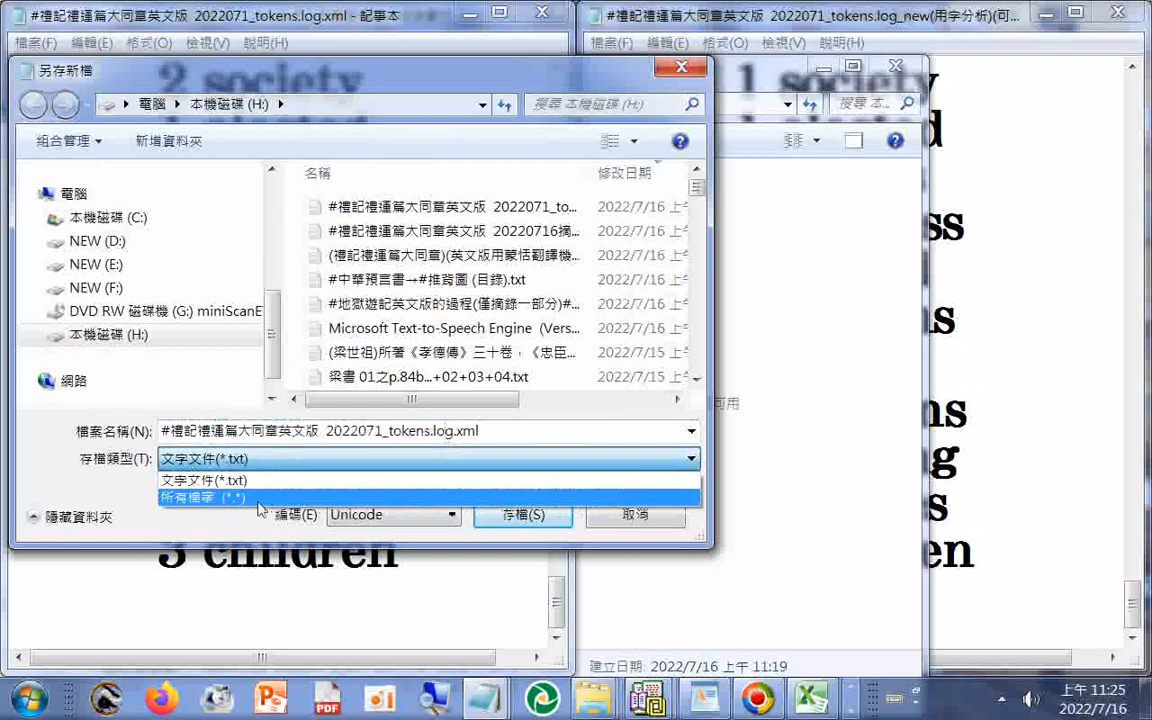 #禮記禮運篇大同章英文版 2022071_tokens.log.xml - 記事本
檔案(F) 編輯(E) 格式(O) 檢視(V) 說明(H)
2 society
另存新檔
電腦 ▸ 本機磁碟 (H:) ▸
搜尋 本機磁碟 (H:)
組合管理 ▾ 新增資料夾
電腦
本機磁碟 (C:)
NEW (D:)
NEW (E:)
NEW (F:)
DVD RW 磁碟機 (G:) miniScanE
本機磁碟 (H:)
網路
名稱 修改日期
#禮記禮運篇大同章英文版 2022071_to... 2022/7/16 上
#禮記禮運篇大同章英文版 20220716摘... 2022/7/16 上
(禮記禮運篇大同章)(英文版用蒙恬翻譯機... 2022/7/16 上
#中華預言書→#推背圖 (目錄).txt 2022/7/16 上
#地獄遊記英文版的過程(僅摘錄一部分)#... 2022/7/16 上
Microsoft Text-to-Speech Engine (Vers... 2022/7/16 上
(梁世祖)所著《孝德傳》三十卷，《忠臣... 2022/7/15 上
梁書 01之p.84b...+02+03+04.txt 2022/7/15 上
檔案名稱(N): #禮記禮運篇大同章英文版 2022071_tokens.log.xml
存檔類型(T): 文字文件(*.txt)
文字文件(*.txt)
所有檔案 (*.*)
隱藏資料夾
編碼(E) Unicode 存檔(S) 取消
3 children
#禮記禮運篇大同章英文版 2022071_tokens.log_new(用字分析)(可...
檔案(F) 編輯(E) 格式(O) 檢視(V) 說明(H)
1 society
搜尋 本...
d
ss
ns
ns
g
s
en
可用
建立日期: 2022/7/16 上午 11:19
上午 11:25
2022/7/16